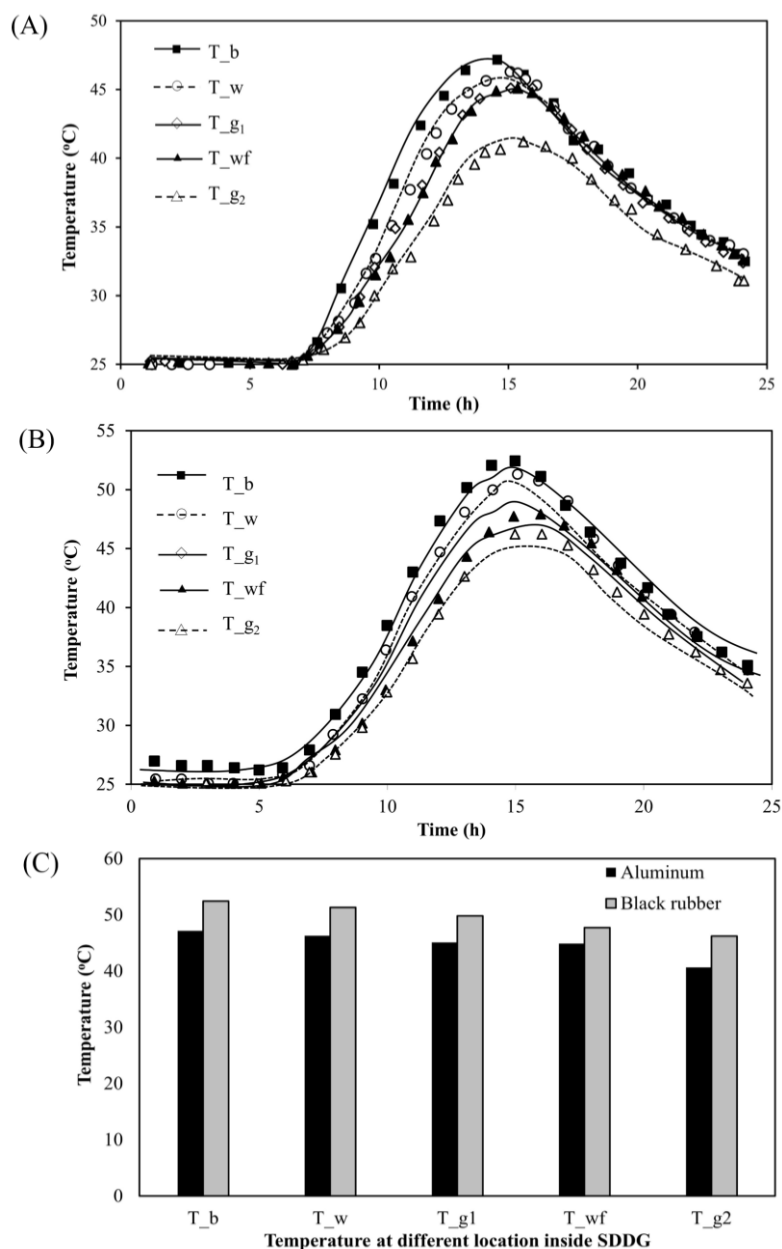 (A)
50
45
40
35
30
25
Temperature (ºC)
T_b
T_w
T_g₁
T_wf
T_g₂
0 5 10 15 20 25
Time (h)
(B)
55
50
45
40
35
30
25
Temperature (ºC)
T_b
T_w
T_g₁
T_wf
T_g₂
0 5 10 15 20 25
Time (h)
(C)
60
50
40
30
20
10
0
Temperature (ºC)
Aluminum
Black rubber
T_b T_w T_g1 T_wf T_g2
Temperature at different location inside SDDG